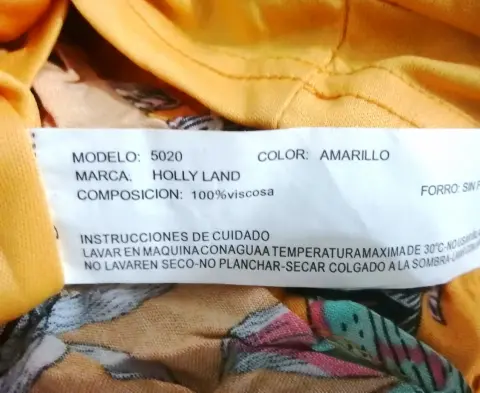 MODELO: 5020 COLOR: AMARILLO
MARCA. HOLLY LAND
COMPOSICION: 100%viscosa
FORRO: SIN
INSTRUCCIONES DE CUIDADO
LAVAR EN MAQUINACONAGUAA TEMPERATURAMAXIMADE 30°C-NO
NO LAVAREN SECO-NO PLANCHAR-SECAR COLGADO A LA SOMBRA-